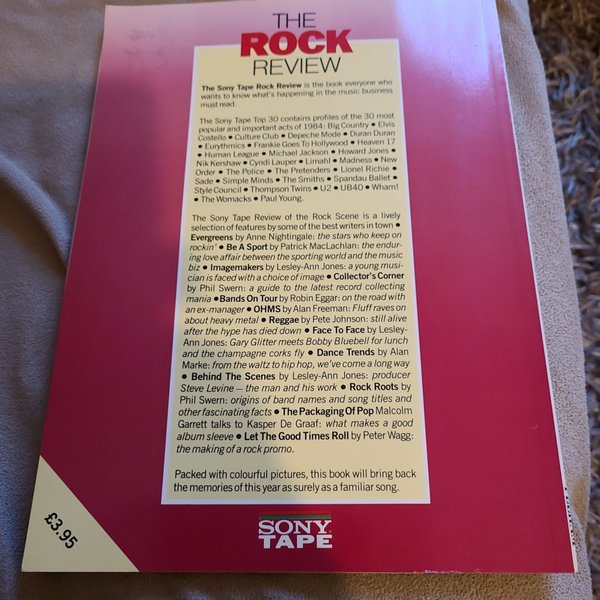 THE
ROCK
REVIEW
The Sony Tape Rock Review is the book everyone who
wants to know what's happening in the music business
must read.
The Sony Tape Top 30 contains profiles of the 30 most
popular and important acts of 1984: Big Country • Elvis
Costello • Culture Club • Depeche Mode • Duran Duran
• Eurythmics • Frankie Goes To Hollywood • Heaven 17
• Human League • Michael Jackson • Howard Jones •
Nik Kershaw • Cyndi Lauper • Limahl • Madness • New
Order • The Police • The Pretenders • Lionel Richie •
Sade • Simple Minds • The Smiths • Spandau Ballet •
Style Council • Thompson Twins • U2 • UB40 • Wham!
• The Womacks • Paul Young.
The Sony Tape Review of the Rock Scene is a lively
selection of features by some of the best writers in town •
Evergreens by Anne Nightingale: the stars who keep on
rockin' • Be A Sport by Patrick MacLachlan: the endur-
ing love affair between the sporting world and the music
biz • Imagemakers by Lesley-Ann Jones: a young musi-
cian is faced with a choice of image • Collector's Corner
by Phil Swern: a guide to the latest record collecting
mania • Bands On Tour by Robin Eggar: on the road with
an ex-manager • OHMS by Alan Freeman: Fluff raves on
about heavy metal • Reggae by Pete Johnson: still alive
after the hype has died down • Face To Face by Lesley-
Ann Jones: Gary Glitter meets Bobby Bluebell for lunch
and the champagne corks fly • Dance Trends by Alan
Marke: from the waltz to hip hop, we've come a long way
• Behind The Scenes by Lesley-Ann Jones: producer
Steve Levine – the man and his work • Rock Roots by
Phil Swern: origins of band names and song titles and
other fascinating facts • The Packaging Of Pop Malcolm
Garrett talks to Kasper De Graaf: what makes a good
album sleeve • Let The Good Times Roll by Peter Wagg:
the making of a rock promo.
Packed with colourful pictures, this book will bring back
the memories of this year as surely as a familiar song.
£3.95
SONY
TAPE